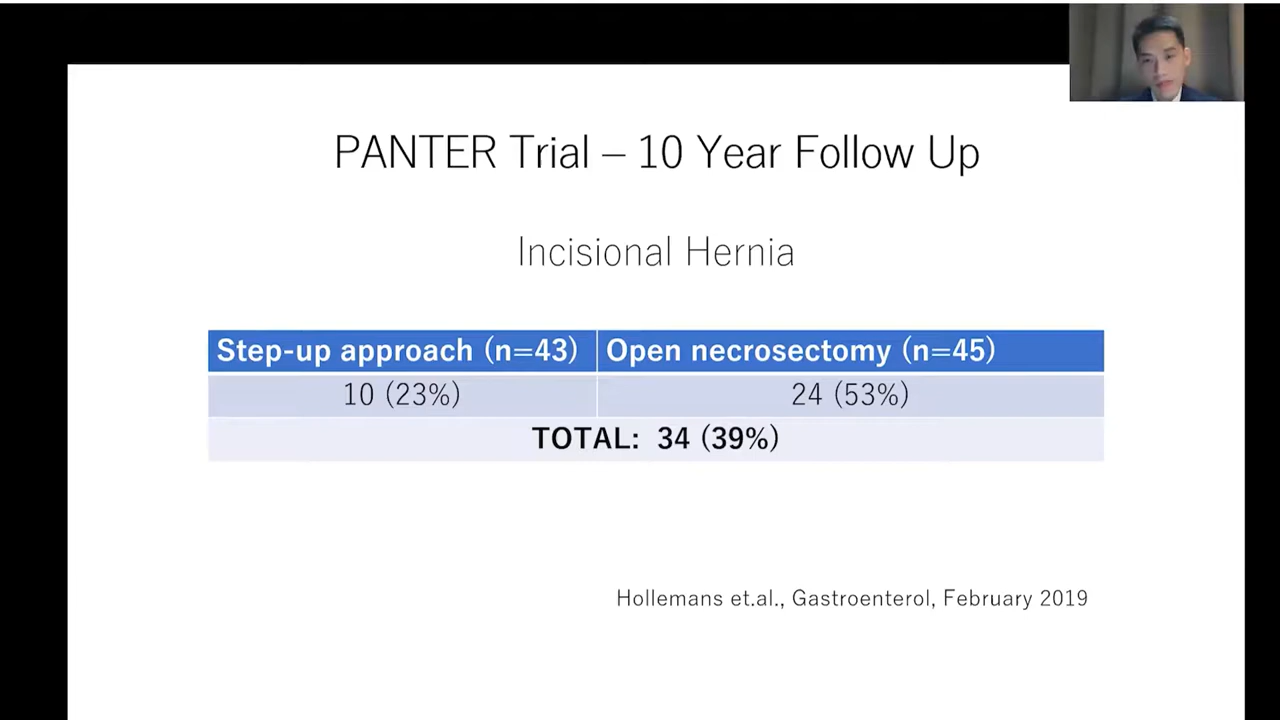 PANTER Trial – 10 Year Follow Up
Incisional Hernia
Step-up approach (n=43) Open necrosectomy (n=45)
10 (23%) 24 (53%)
TOTAL: 34 (39%)
Hollemans et.al., Gastroenterol, February 2019